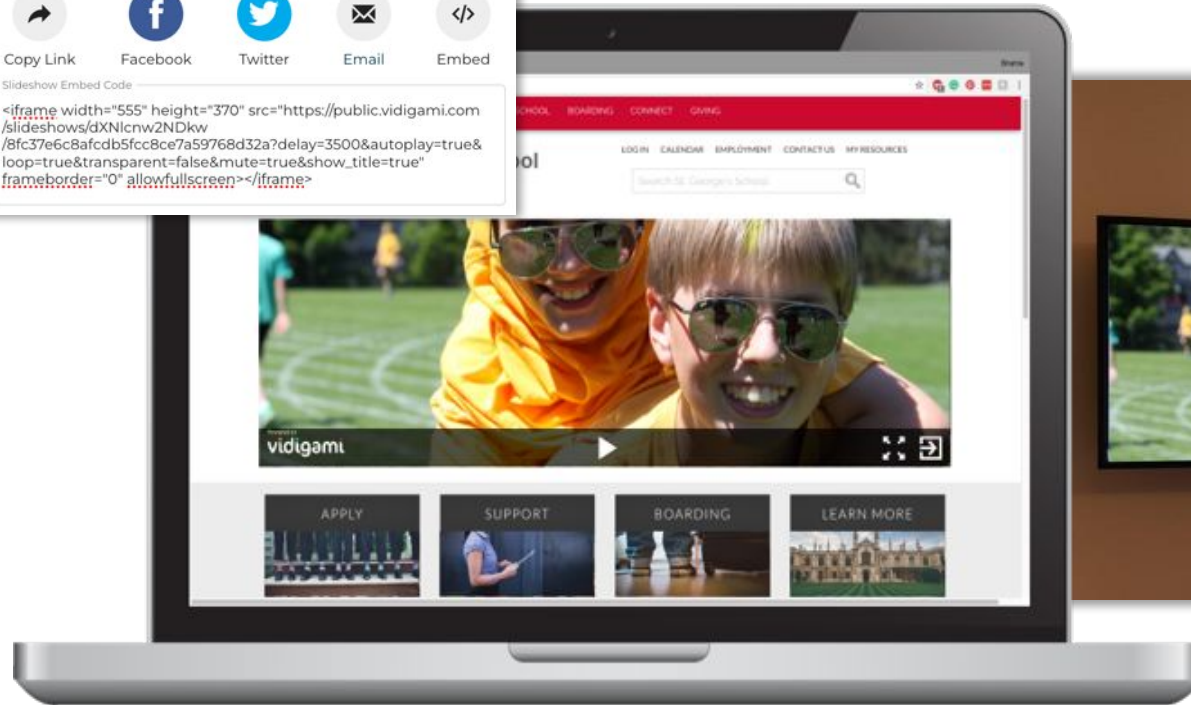 Copy Link
Facebook
Twitter
Email
Embed
Slideshow Embed Code
<iframe width="555" height="370" src="https://public.vidigami.com
/slideshows/dXNlcnw2NDkw
/8fc37e6c8afcdb5fcc8ce7a59768d32a?delay=3500&autoplay=true&
loop=true&transparent=false&mute=true&show_title=true"
frameborder="0" allowfullscreen></iframe>
SCHOOL BOARDING CONNECT GIVING
ool
LOG IN CALENDAR EMPLOYMENT CONTACT US MY RESOURCES
Search St. George's School
vidigami
APPLY
SUPPORT
BOARDING
LEARN MORE